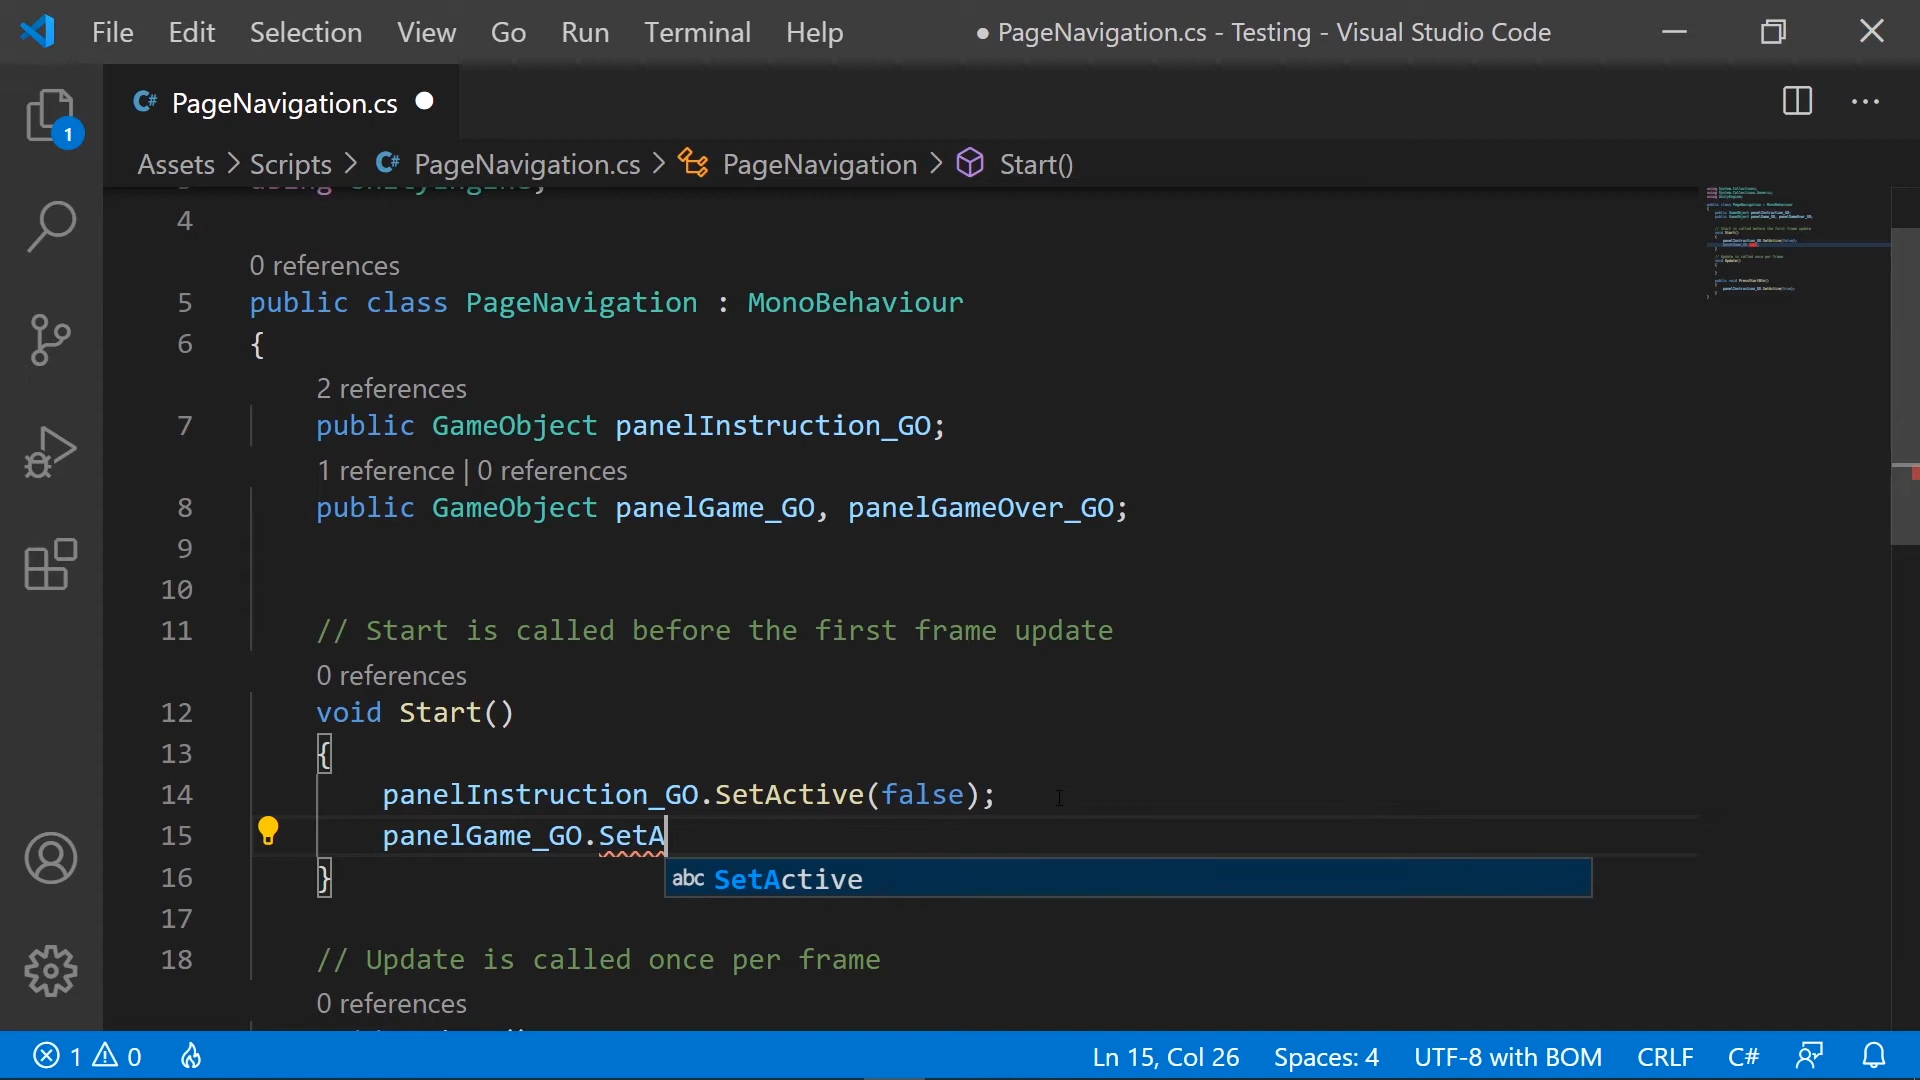 File Edit Selection View Go Run Terminal Help ● PageNavigation.cs - Testing - Visual Studio Code
C# PageNavigation.cs ●
Assets > Scripts > C# PageNavigation.cs > PageNavigation > Start()
1
4
0 references
5 public class PageNavigation : MonoBehaviour
6 {
2 references
7 public GameObject panelInstruction_GO;
1 reference | 0 references
8 public GameObject panelGame_GO, panelGameOver_GO;
9
10
11 // Start is called before the first frame update
0 references
12 void Start()
13 {
14 panelInstruction_GO.SetActive(false);
15 panelGame_GO.SetA
abc SetActive
16 }
17
18 // Update is called once per frame
0 references
1 0 Ln 15, Col 26 Spaces: 4 UTF-8 with BOM CRLF C#